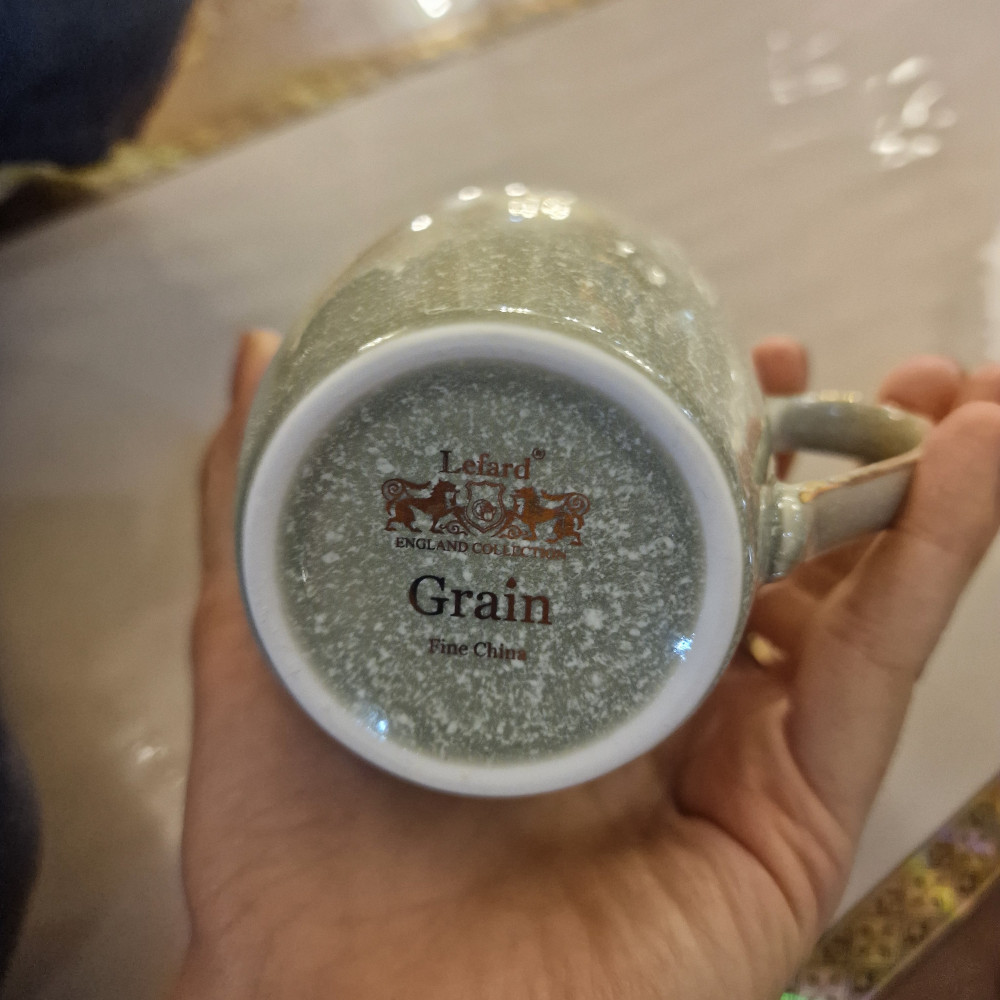 Lefard®
ENGLAND COLLECTION
Grain
Fine China